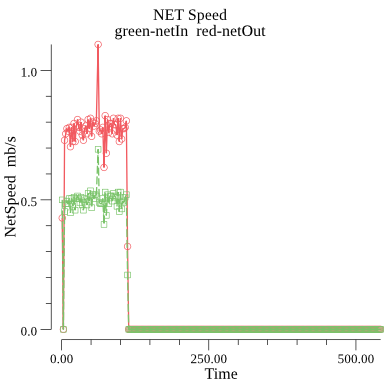 NET Speed
green-netIn red-netOut
1.0
0.5
0.0
NetSpeed mb/s
0.00 250.00 500.00
Time